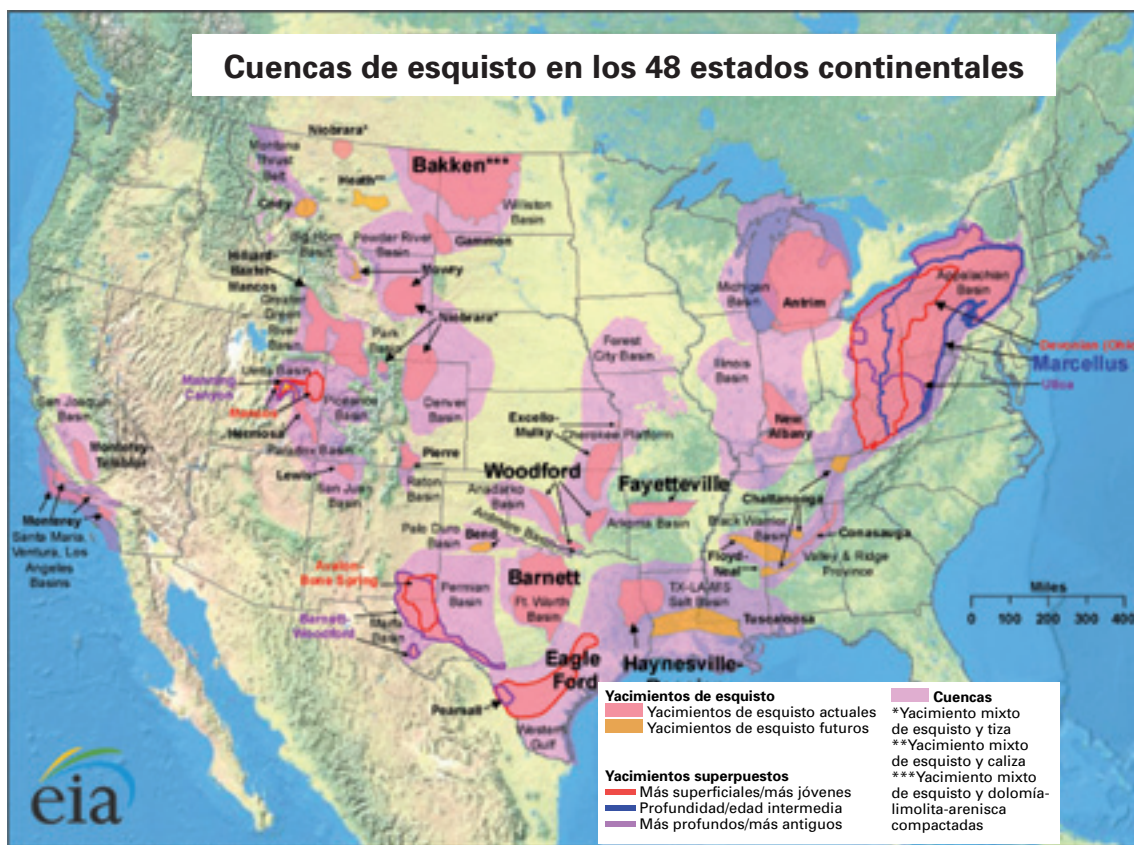 Cuencas de esquisto en los 48 estados continentales
Niobrara*
Montana
Thrust
Belt
Bakken***
Heath**
Cody
Williston
Basin
Big Horn
Basin
Powder River
Basin
Gammon
Hilliard-
Baxter-
Mancos
Mowry
Greater
Green
River
Basin
Niobrara*
Park
Michigan
Basin
Antrim
Appalachian
Basin
Devonian (Ohio
Marcellus
Utica
Forest
City Basin
Illinois
Basin
Uinta Basin
Manning
Canyon
Mancos
Piceance
Basin
Denver
Basin
San Joaquin
Basin
Hermosa
Excello-
Mulky
Cherokee Platform
New
Albany
Monterey-
Temblor
Paradox Basin
Pierre
Lewis
San Juan
Basin
Raton
Basin
Woodford
Anadarko
Basin
Fayetteville
Chattanooga
Monterey
Santa Maria,
Ventura, Los
Angeles
Basins
Palo Duro
Basin
Bend
Ardmore Basin
Arkoma Basin
Black Warrior
Basin
Conasauga
Floyd-
Neal
Valley & Ridge
Province
Avalon-
Bone Spring
Permian
Basin
Barnett
Ft. Worth
Basin
TX-LA-MS
Salt Basin
Tuscaloosa
Barnett-
Woodford
Marfa
Basin
Miles
0 100 200 300 400
Eagle
Ford
Haynesville-
Pearsall
Western
Gulf
eia
Yacimientos de esquisto
Yacimientos de esquisto actuales
Yacimientos de esquisto futuros
Yacimientos superpuestos
Más superficiales/más jóvenes
Profundidad/edad intermedia
Más profundos/más antiguos
Cuencas
*Yacimiento mixto
de esquisto y tiza
**Yacimiento mixto
de esquisto y caliza
***Yacimiento mixto
de esquisto y dolomía-
limolita-arenisca
compactadas